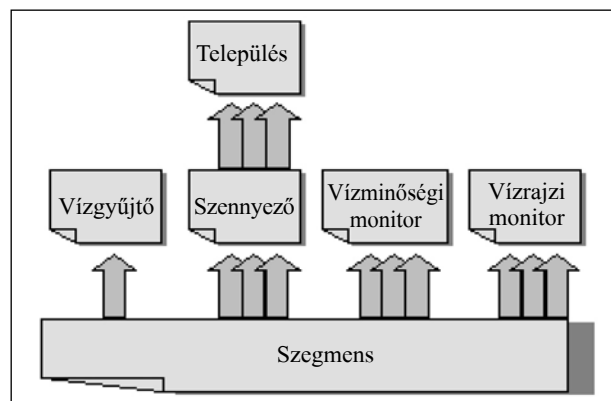 Település
Vízgyűjtő
Szennyező
Vízminőségi
monitor
Vízrajzi
monitor
Szegmens